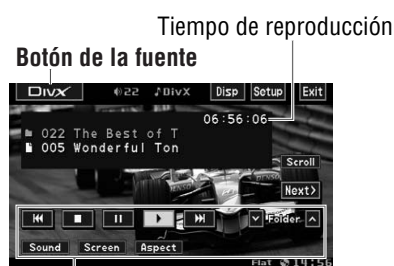 Tiempo de reproducción
Botón de la fuente
DivX 22 DivX Disp Setup Exit
06:56:06
022 The Best of T
005 Wonderful Ton
Scroll
DENSO
Next>
Folder
Sound Screen Aspect
Flat 14:56